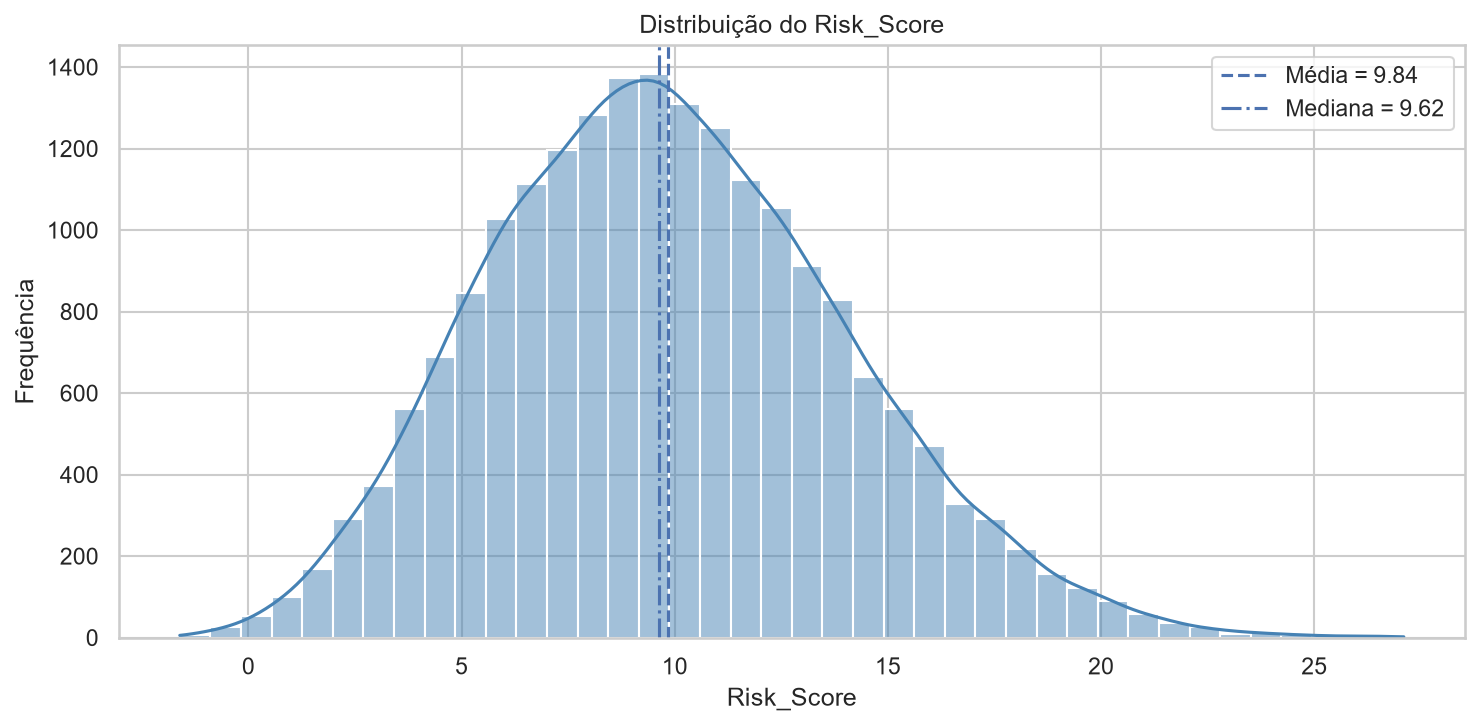 Distribuição do Risk_Score
Média = 9.84
Mediana = 9.62
Frequência
1400
1200
1000
800
600
400
200
0
0 5 10 15 20 25
Risk_Score